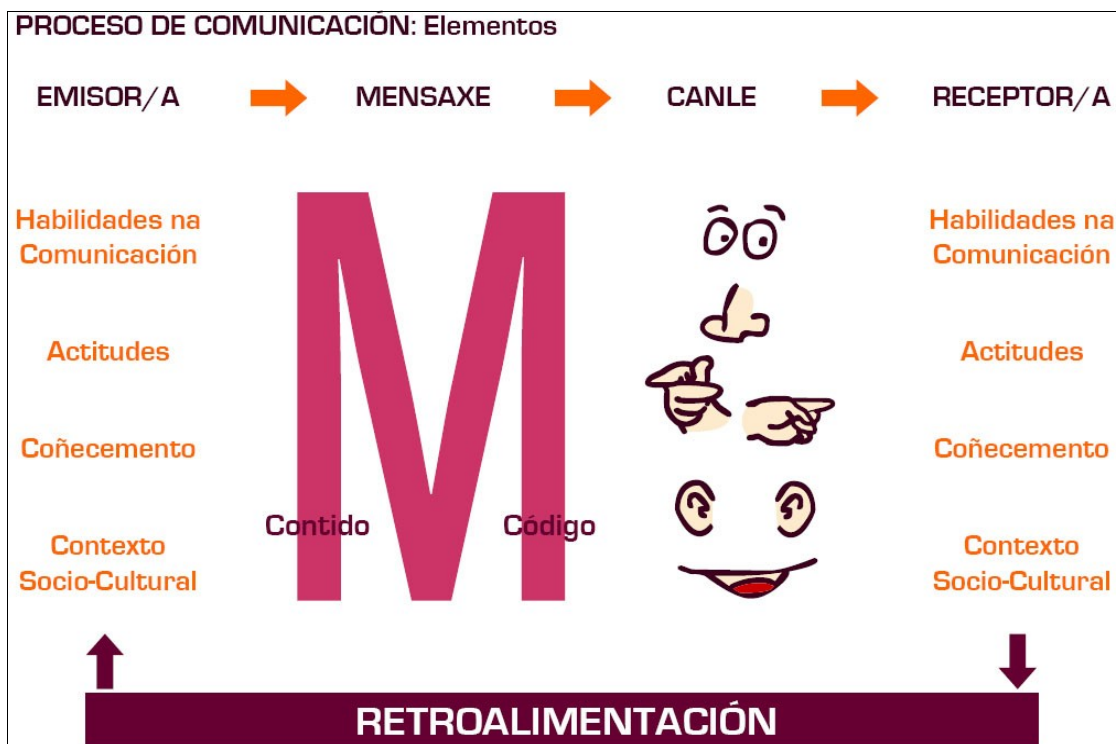 PROCESO DE COMUNICACIÓN: Elementos
EMISOR/A
MENSAXE
CANLE
RECEPTOR/A
Habilidades na
Comunicación
Actitudes
Coñecemento
Contexto
Socio-Cultural
M
Contido
Código
Habilidades na
Comunicación
Actitudes
Coñecemento
Contexto
Socio-Cultural
RETROALIMENTACIÓN